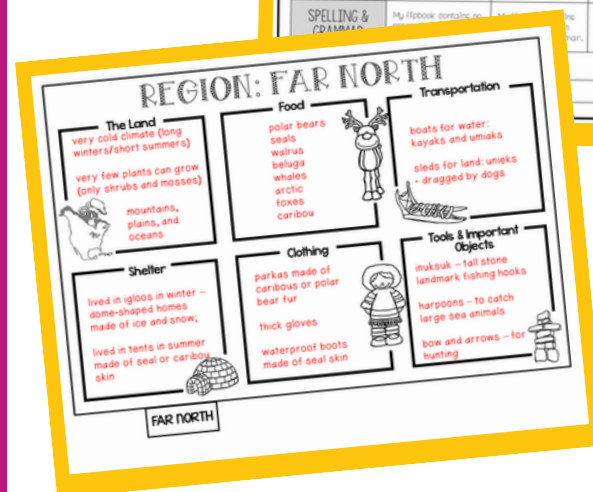 SPELLING &
GRAMMAR
My flipbook contains no
REGION: FAR NORTH
The Land
very cold climate (long
winters/short summers)
very few plants can grow
(only shrubs and mosses)
mountains,
plains, and
oceans
Food
polar bears
seals
walrus
beluga
whales
arctic
foxes
caribou
Transportation
boats for water:
kayaks and umiaks
sleds for land: unieks
- dragged by dogs
Shelter
lived in igloos in winter –
dome-shaped homes
made of ice and snow;
lived in tents in summer
made of seal or caribou
skin
Clothing
parkas made of
caribous or polar
bear fur
thick gloves
waterproof boots
made of seal skin
Tools & Important
Objects
inuksuk – tall stone
landmark fishing hooks
harpoons – to catch
large sea animals
bow and arrows – for
hunting
FAR NORTH